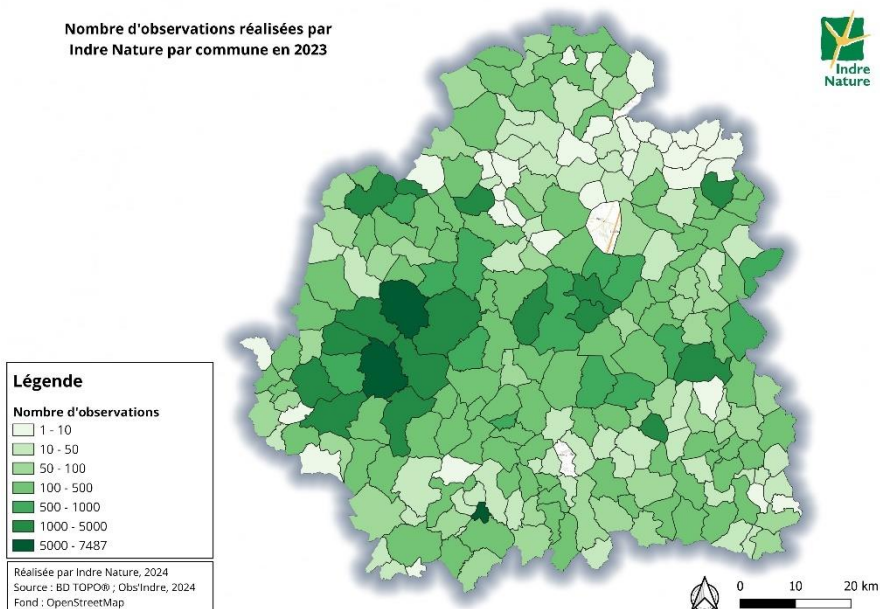 Nombre d'observations réalisées par
Indre Nature par commune en 2023
Indre
Nature
Légende
Nombre d'observations
1 - 10
10 - 50
50 - 100
100 - 500
500 - 1000
1000 - 5000
5000 - 7487
Réalisée par Indre Nature, 2024
Source : BD TOPO® ; Obs'Indre, 2024
Fond : OpenStreetMap
0 10 20 km